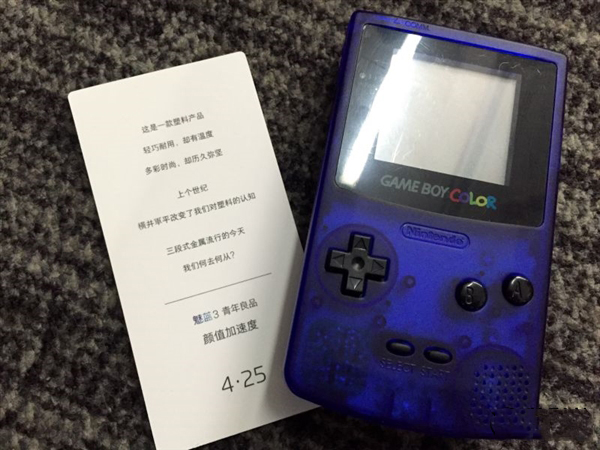 这是一款塑料产品
轻巧耐用，却有温度
多彩时尚，却历久弥坚
上个世纪
横井军平改变了我们对塑料的认知
三段式金属流行的今天
我们何去何从？
魅蓝3 青年良品
颜值加速度
4·25
COMM
GAME BOY COLOR
Nintendo
B
A
SELECT START